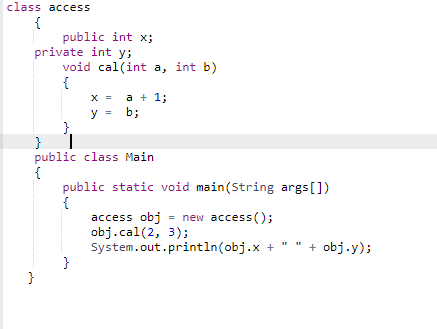 class access
{
public int x;
private int y;
void cal(int a, int b)
{
x =  a + 1;
y =  b;
}
}
public class Main
{
public static void main(String args[])
{
access obj = new access();
obj.cal(2, 3);
System.out.println(obj.x + " " + obj.y);
}
}